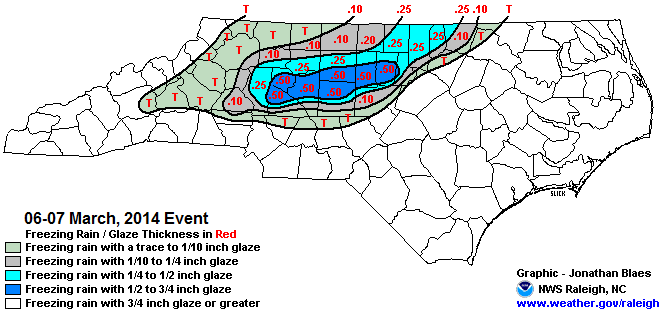 T .10 .25 .25 .10 T
T T T .10 .20 .25 .25 .10 T
T .10 .10 .25 .25
T .25 .25 .50 .50 .50 T
T T T .10 .25 .50 .50 .50 .10 T
T T T T
SLICK
06-07 March, 2014 Event
Freezing Rain / Glaze Thickness in Red
Freezing rain with a trace to 1/10 inch glaze
Freezing rain with 1/10 to 1/4 inch glaze
Freezing rain with 1/4 to 1/2 inch glaze
Freezing rain with 1/2 to 3/4 inch glaze
Freezing rain with 3/4 inch glaze or greater
Graphic - Jonathan Blaes
NWS Raleigh, NC
www.weather.gov/raleigh